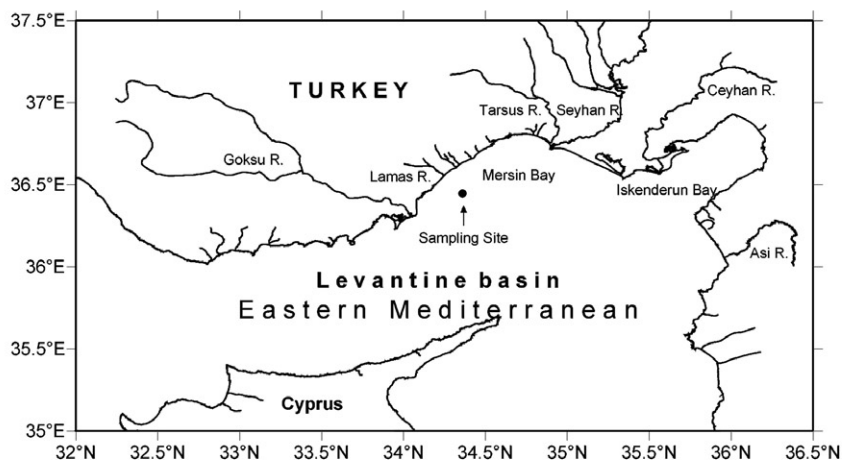 37.5°E
37°E
36.5°E
36°E
35.5°E
35°E
TURKEY
Tarsus R.
Seyhan R.
Ceyhan R.
Goksu R.
Lamas R.
Mersin Bay
Iskenderun Bay
Sampling Site
Asi R.
Levantine basin
Eastern Mediterranean
Cyprus
32°N
32.5°N
33°N
33.5°N
34°N
34.5°N
35°N
35.5°N
36°N
36.5°N